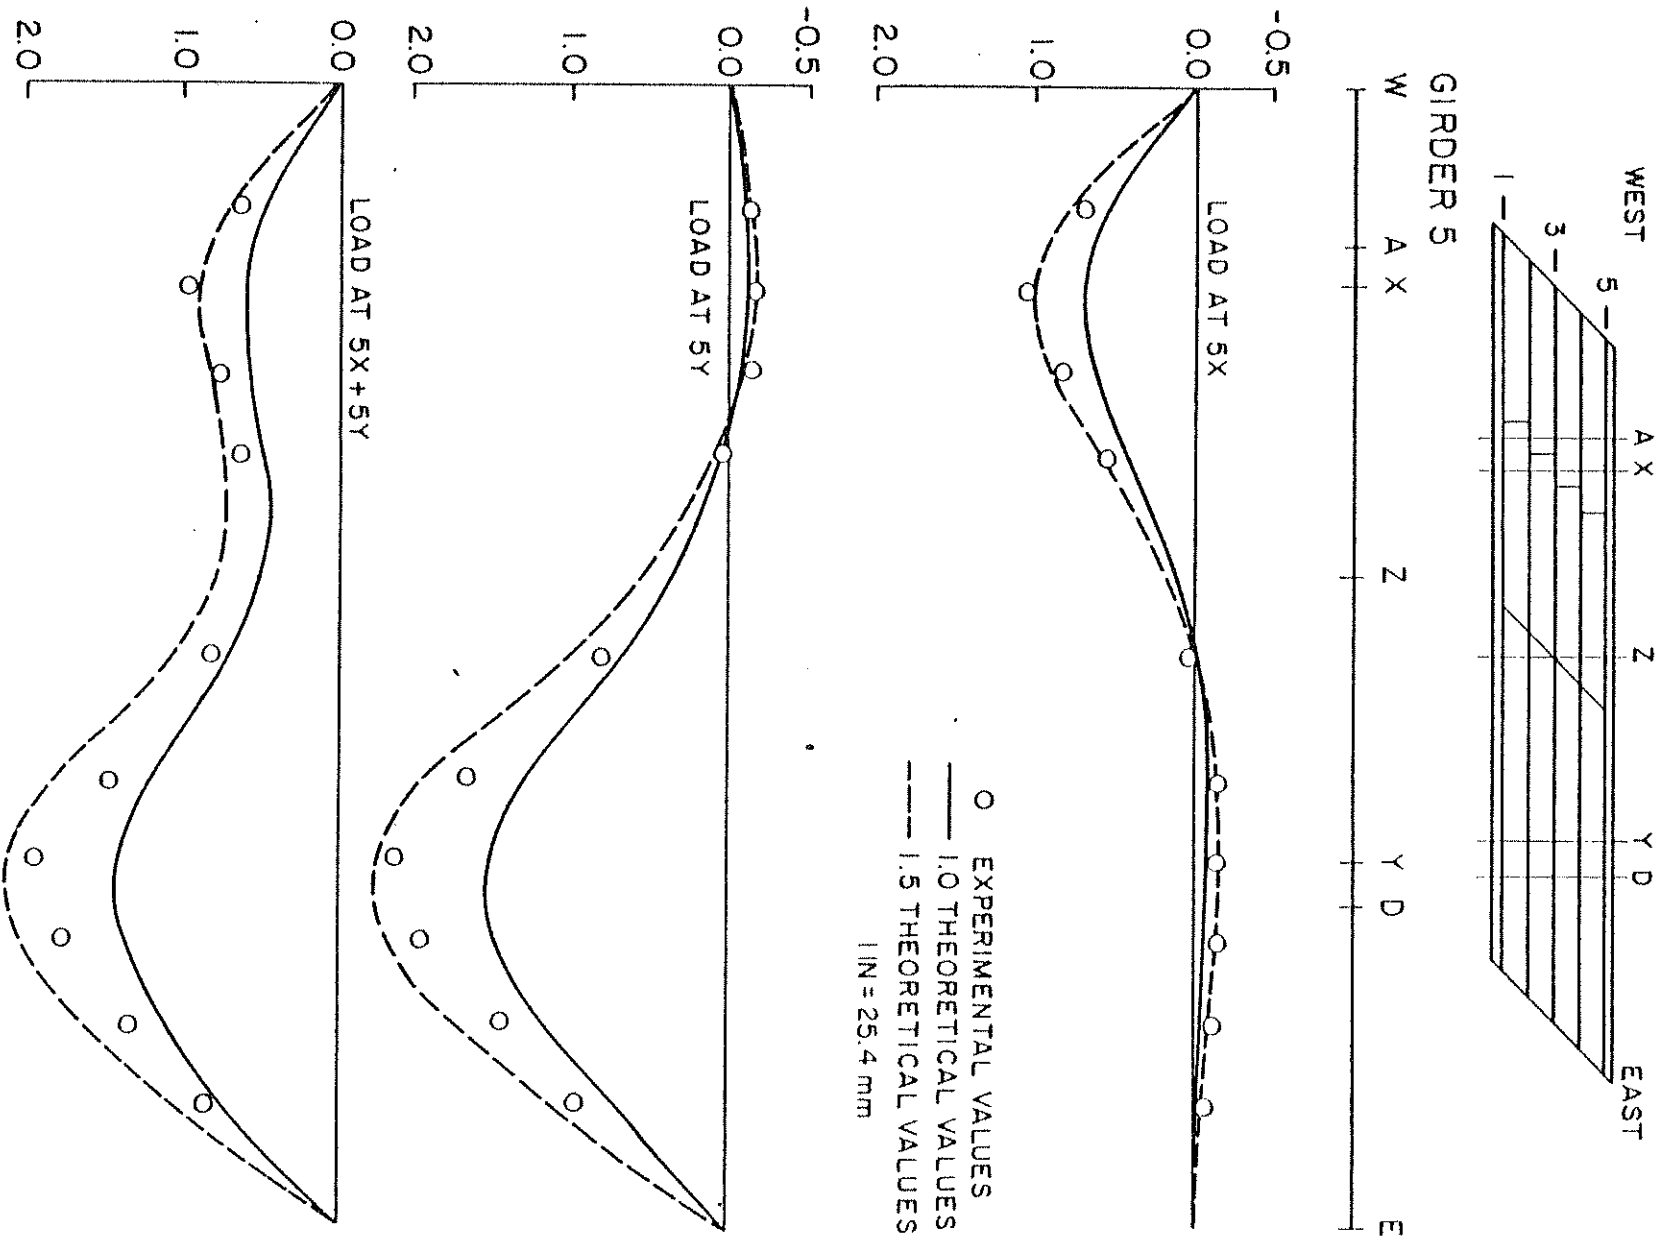 WEST
EAST
A X Z Y D
1
3
5
GIRDER 5
W A X Z Y D E
-0.5
0.0
1.0
2.0
LOAD AT 5X
EXPERIMENTAL VALUES
1.0 THEORETICAL VALUES
1.5 THEORETICAL VALUES
1 IN = 25.4 mm
-0.5
0.0
1.0
2.0
LOAD AT 5Y
0.0
1.0
2.0
LOAD AT 5X + 5Y